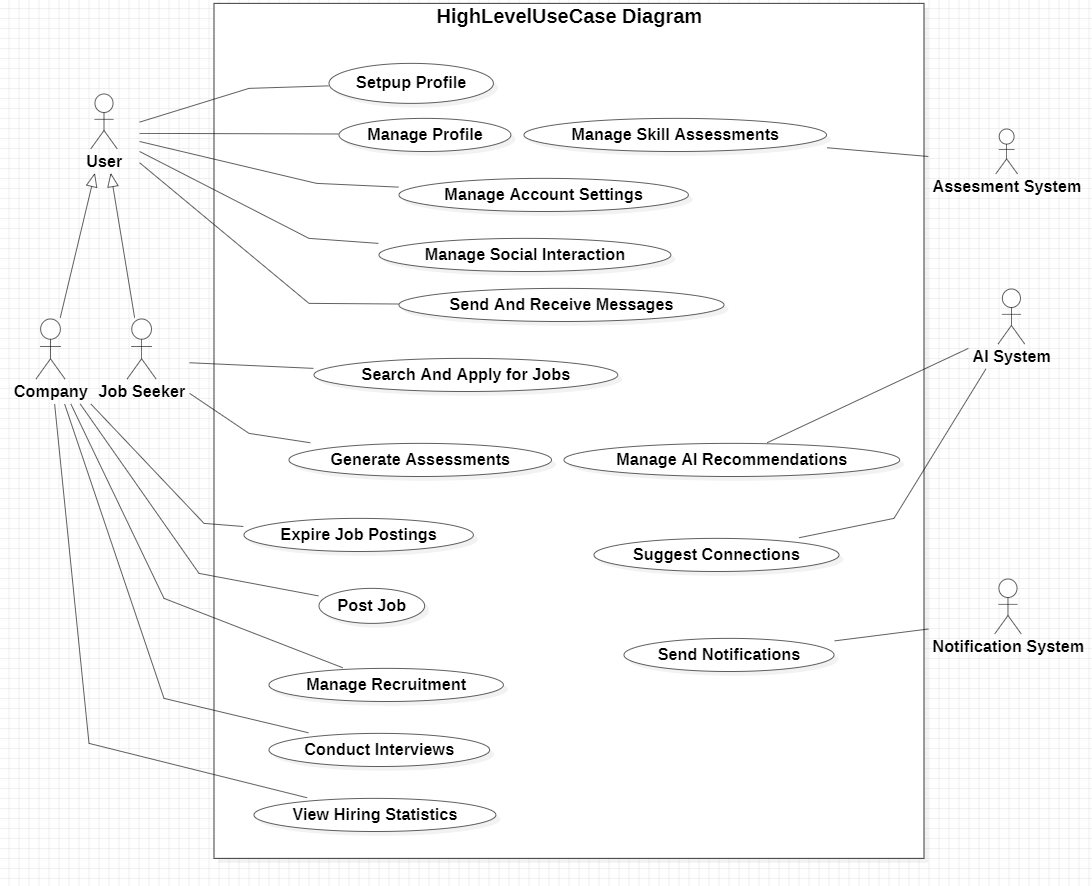 HighLevelUseCase Diagram
Setpup Profile
Manage Profile
Manage Skill Assessments
User
Assesment System
Manage Account Settings
Manage Social Interaction
Send And Receive Messages
AI System
Search And Apply for Jobs
Company
Job Seeker
Generate Assessments
Manage AI Recommendations
Expire Job Postings
Suggest Connections
Post Job
Notification System
Send Notifications
Manage Recruitment
Conduct Interviews
View Hiring Statistics